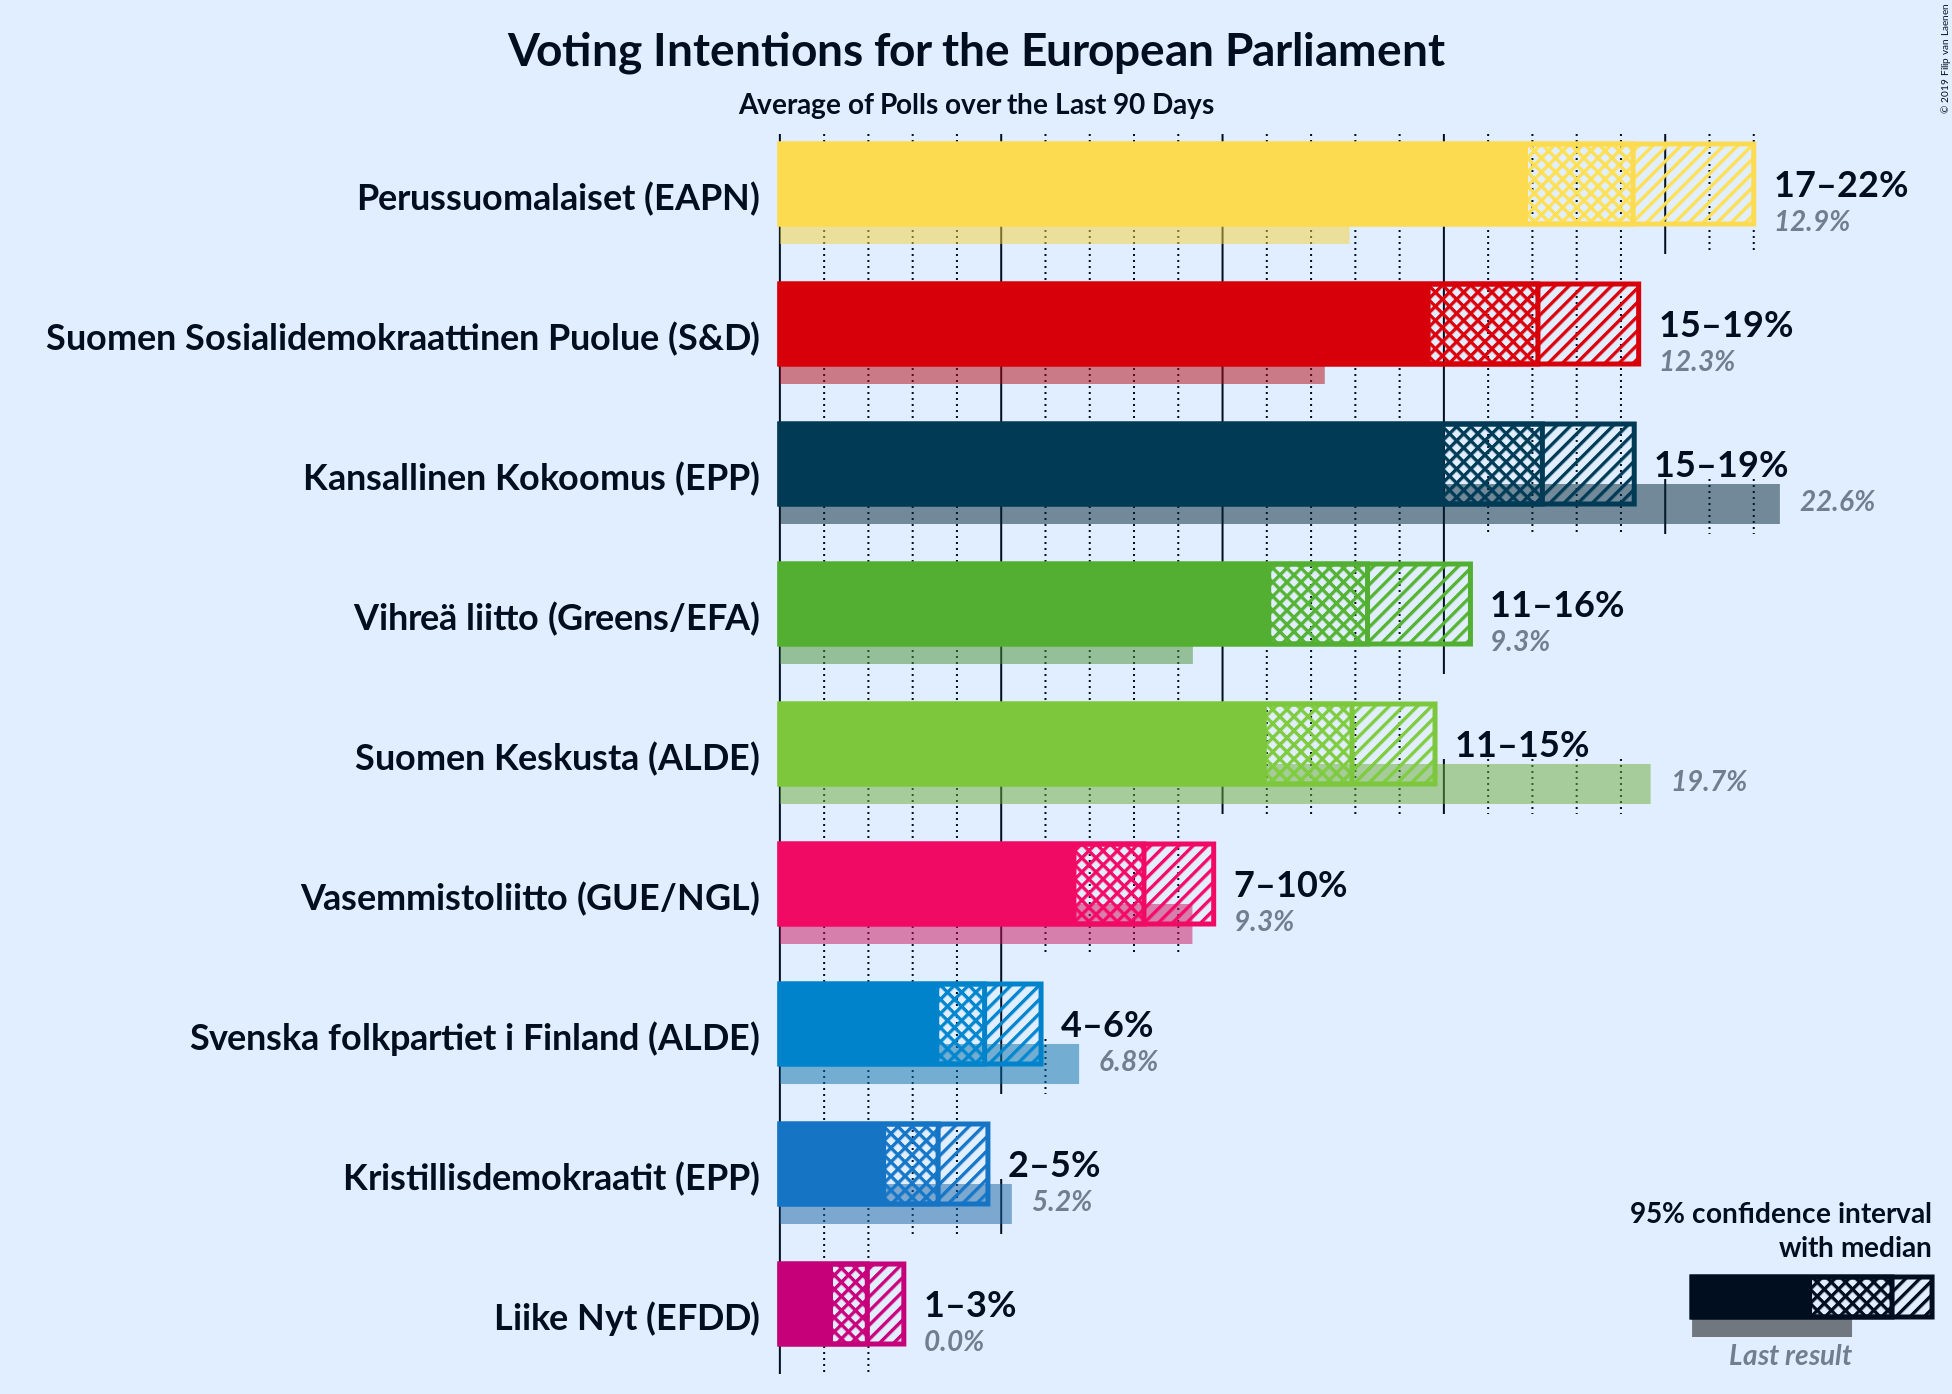 Voting Intentions for the European Parliament
Average of Polls over the Last 90 Days
© 2019 Filip van Laenen
Perussuomalaiset (EAPN)
17–22%
12.9%
Suomen Sosialidemokraattinen Puolue (S&D)
15–19%
12.3%
Kansallinen Kokoomus (EPP)
15–19%
22.6%
Vihreä liitto (Greens/EFA)
11–16%
9.3%
Suomen Keskusta (ALDE)
11–15%
19.7%
Vasemmistoliitto (GUE/NGL)
7–10%
9.3%
Svenska folkpartiet i Finland (ALDE)
4–6%
6.8%
Kristillisdemokraatit (EPP)
2–5%
5.2%
Liike Nyt (EFDD)
1–3%
0.0%
95% confidence interval
with median
Last result